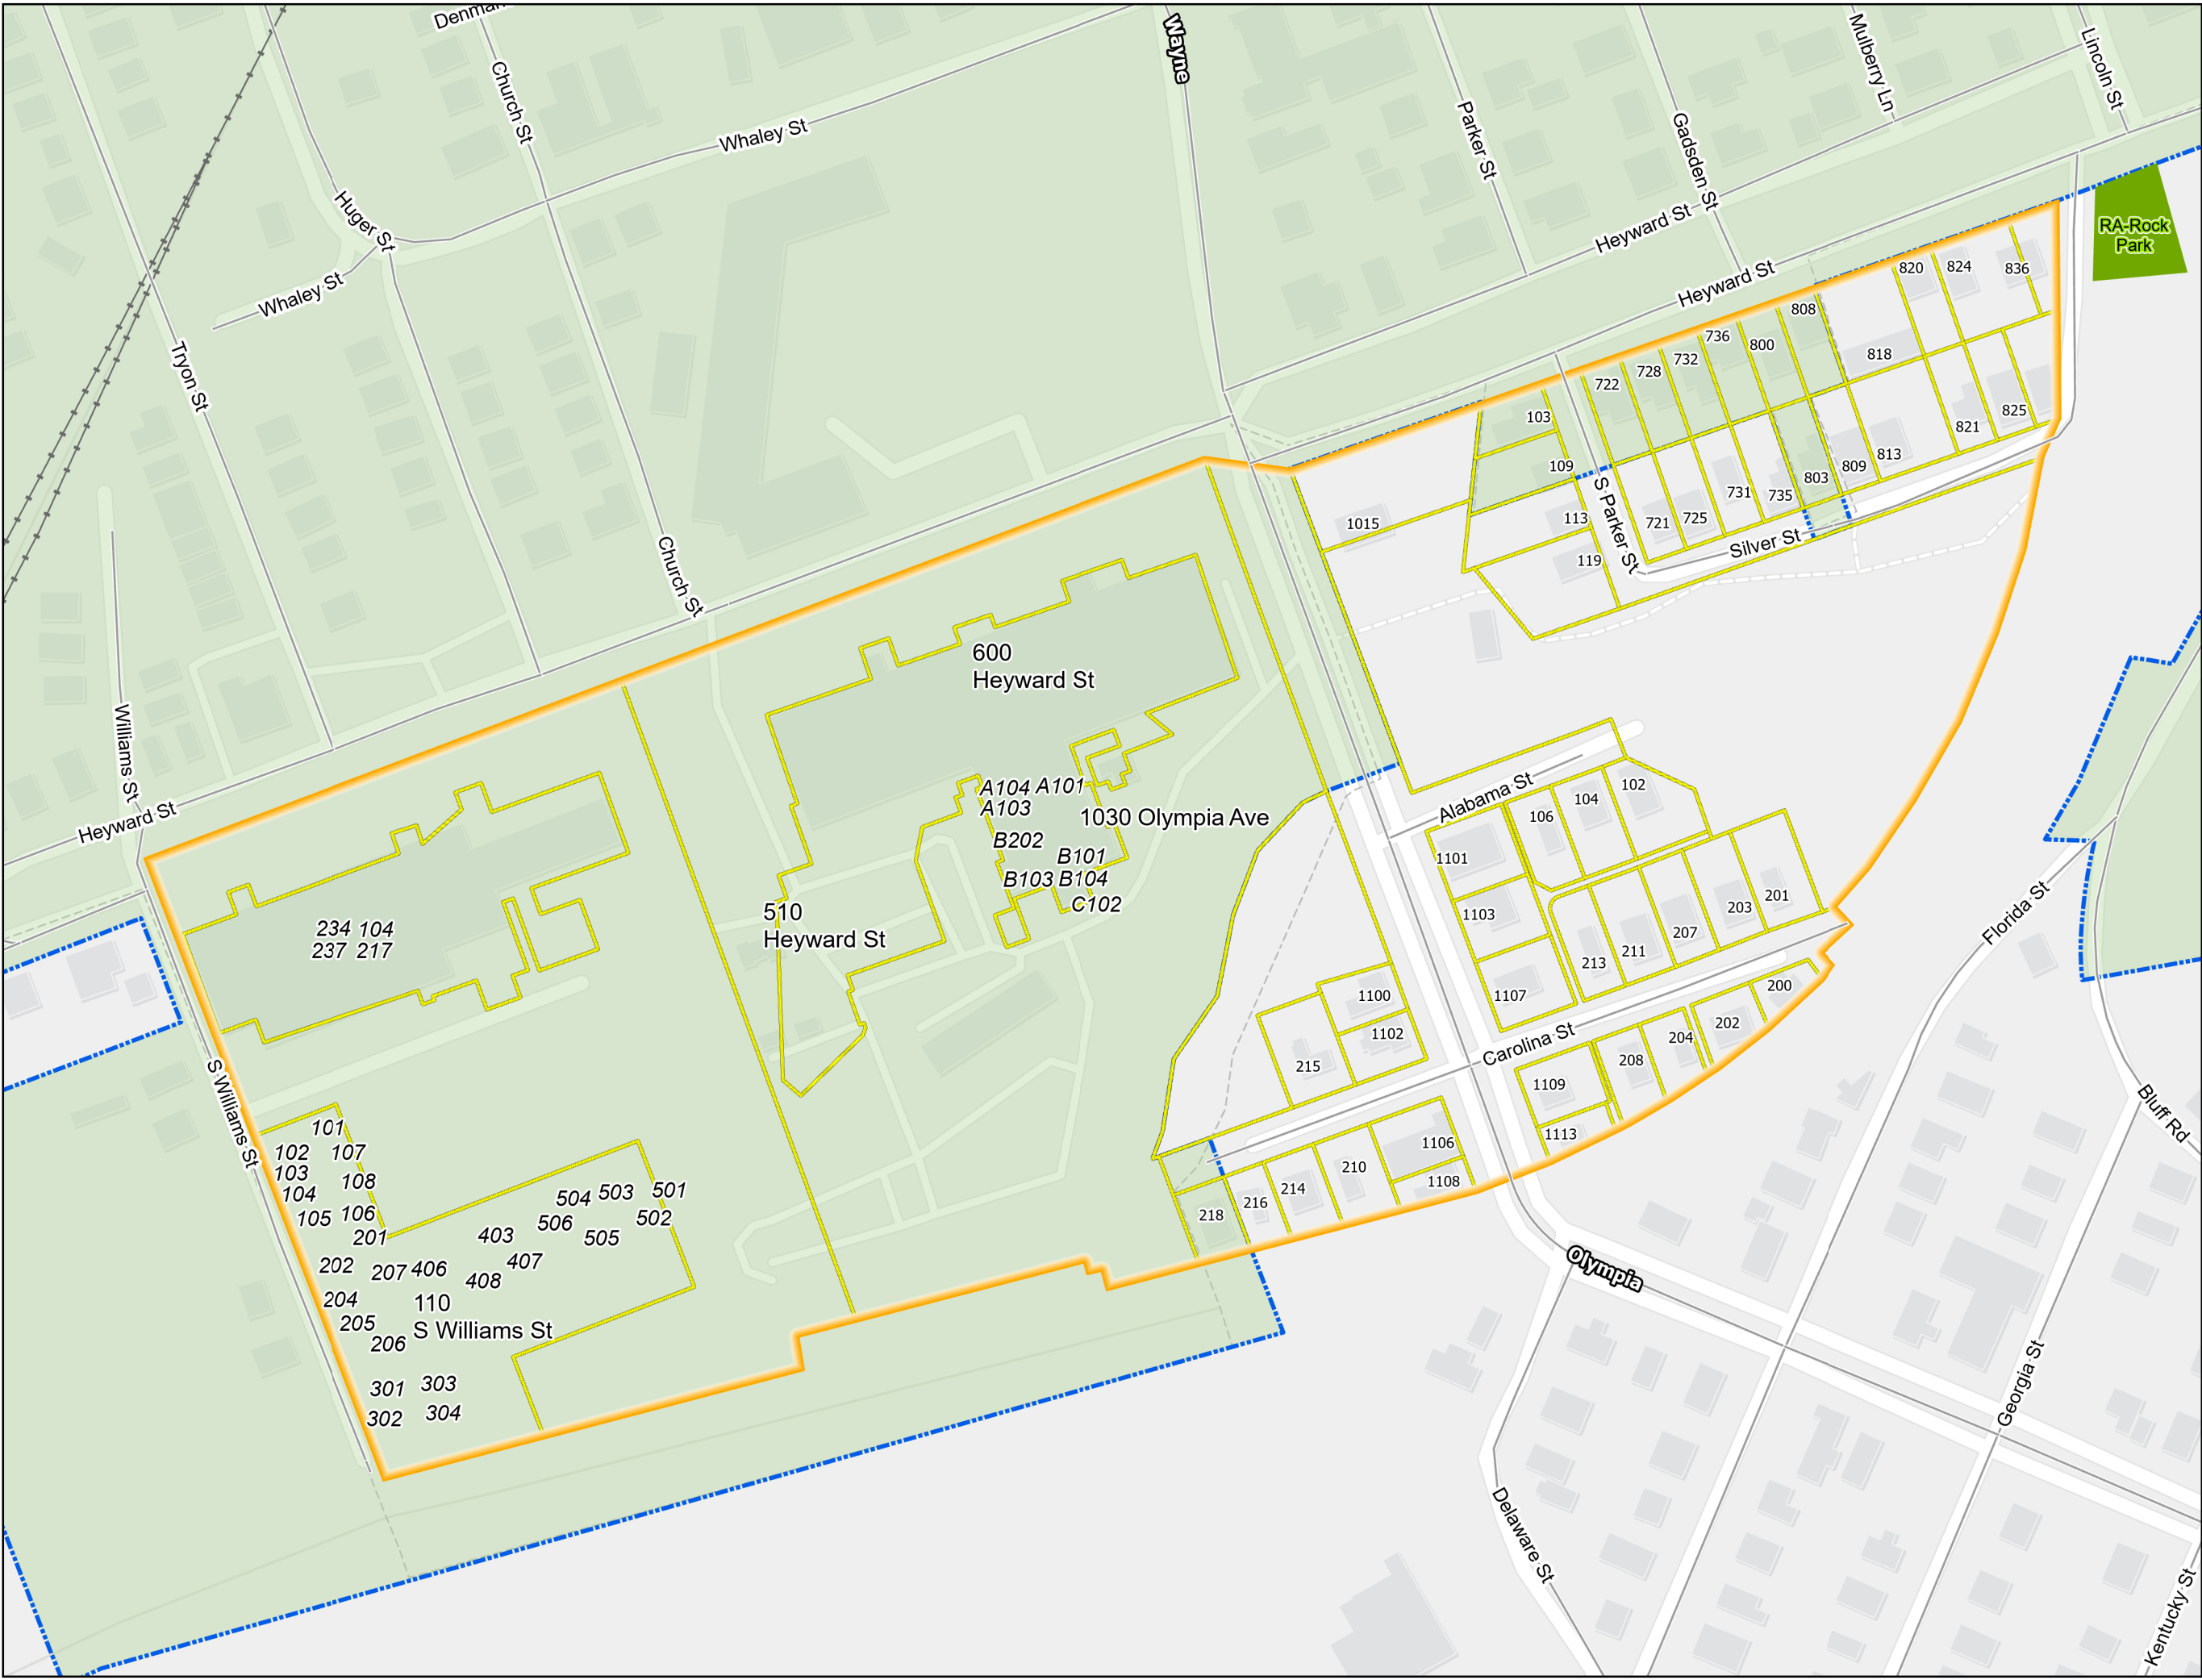 Church St
Wayne
Whaley St
Parker St
Gadsden St
Mulberry Ln
Lincoln St
Huger St
Whaley St
Heyward St
RA-Rock
Park
Heyward St
820
824
836
808
736
800
732
728
722
818
Tryon St
103
109
825
821
813
809
803
735
731
725
721
S Parker St
1015
113
119
Silver St
Church St
Williams St
Heyward St
600
Heyward St
A104 A101
A103
1030 Olympia Ave
B202
B101
B103 B104
C102
510
Heyward St
234 104
237 217
Alabama St
102
104
106
1101
1103
1107
201
203
207
211
213
Florida St
200
202
204
208
Carolina St
1100
1102
215
1109
1113
1106
1108
210
214
216
218
Bluff Rd
S Williams St
101
102
107
103
104
108
105
106
201
202
207
406
403
407
408
504
503
501
506
505
502
204
205
206
110
S Williams St
301
303
302
304
Olympia
Georgia St
Delaware St
Kentucky St